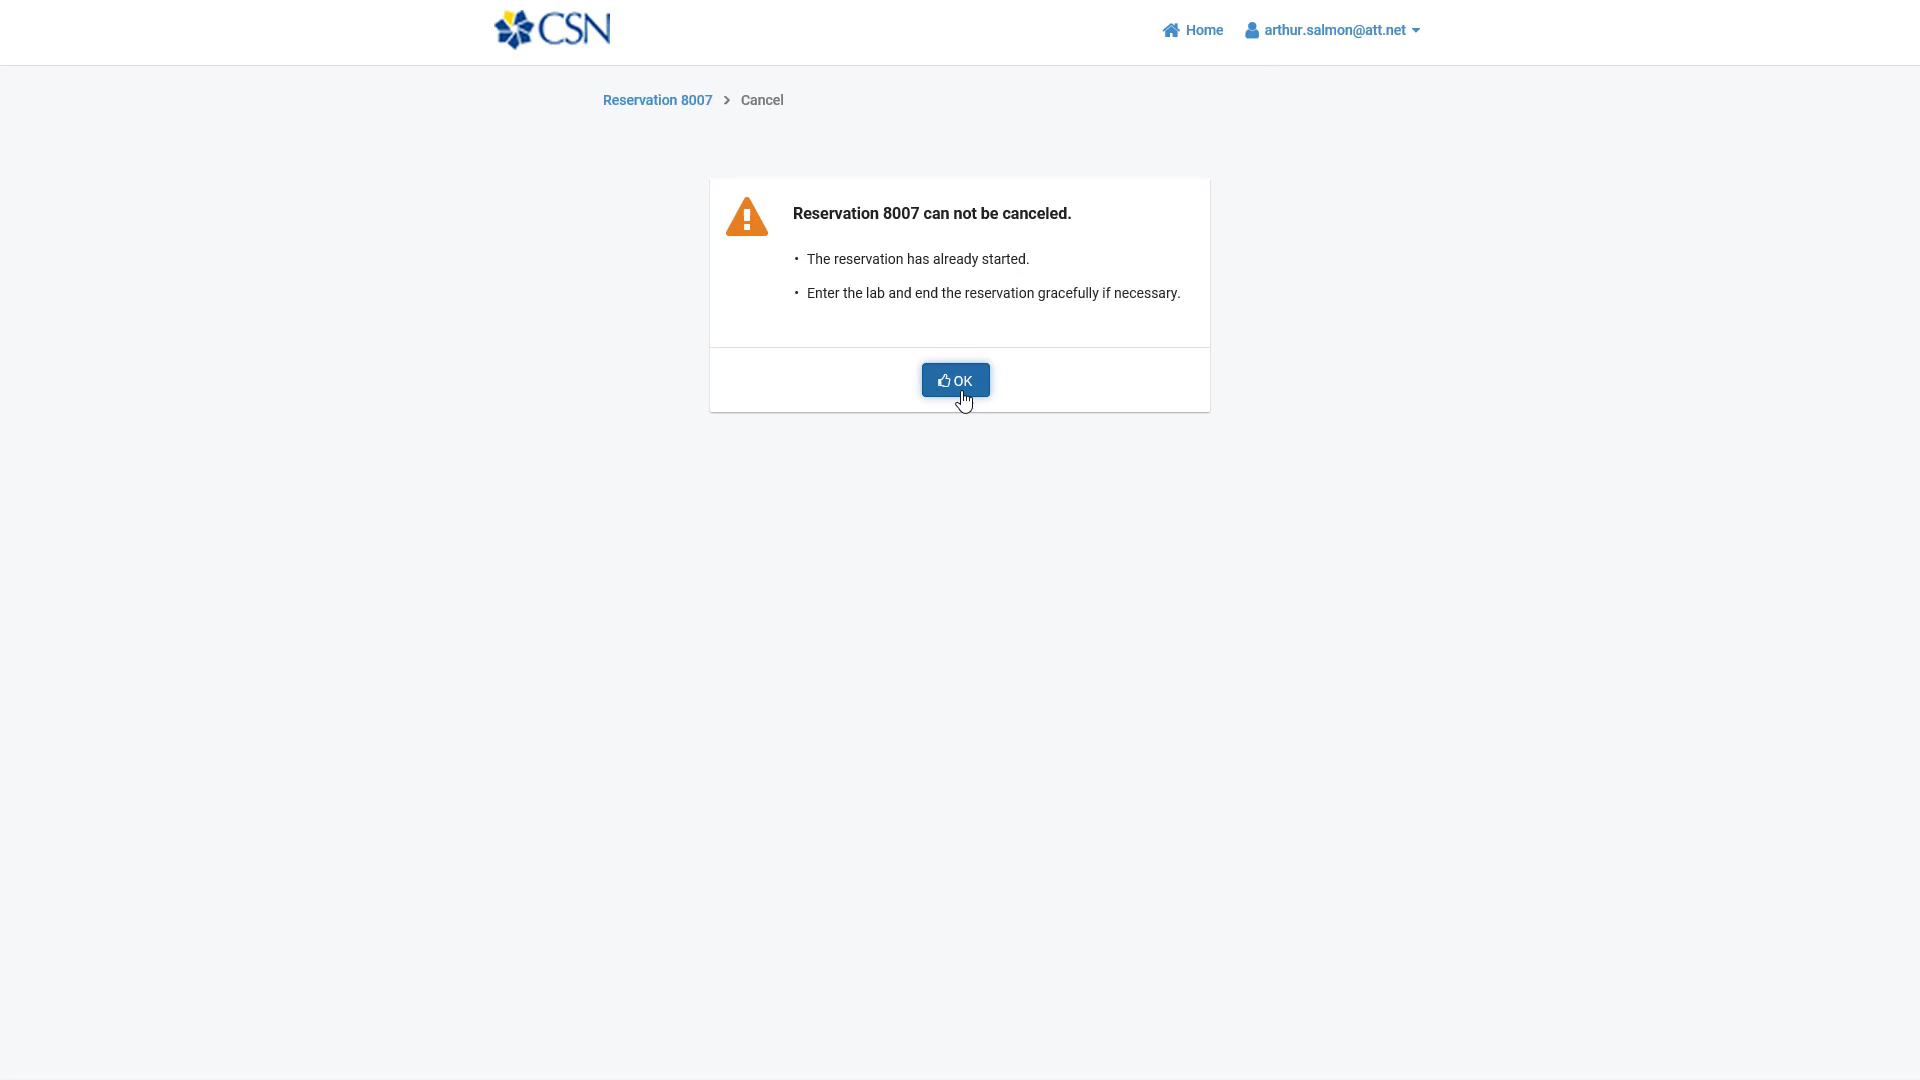 CSN
Home
arthur.salmon@att.net
Reservation 8007 > Cancel
Reservation 8007 can not be canceled.
• The reservation has already started.
• Enter the lab and end the reservation gracefully if necessary.
OK